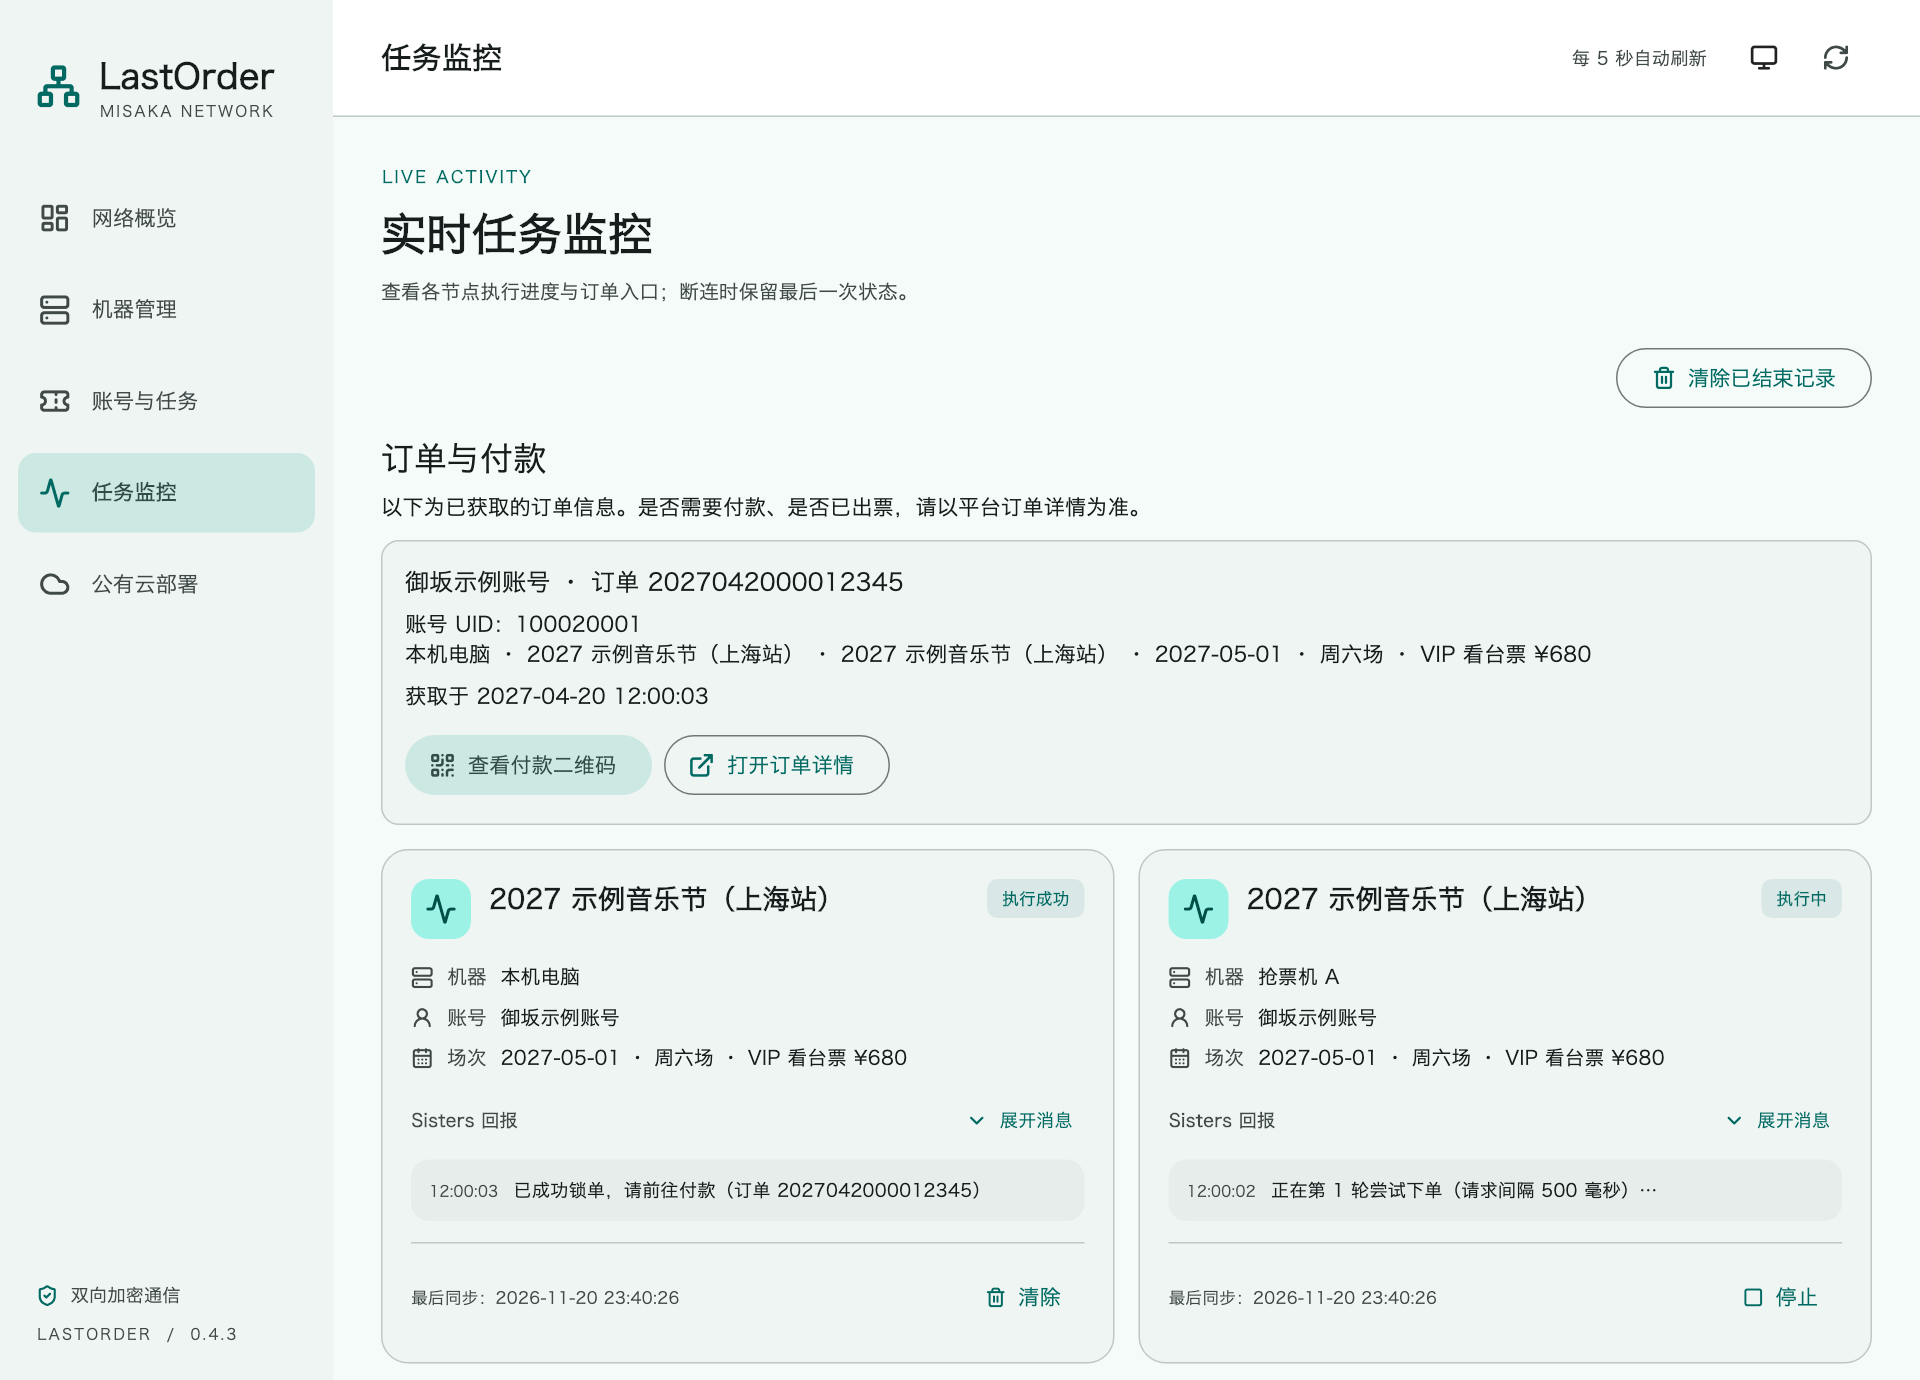 LastOrder
MISAKA NETWORK
网络概览
机器管理
账号与任务
任务监控
公有云部署
双向加密通信
LASTORDER / 0.4.3
任务监控
每 5 秒自动刷新
LIVE ACTIVITY
实时任务监控
查看各节点执行进度与订单入口；断连时保留最后一次状态。
清除已结束记录
订单与付款
以下为已获取的订单信息。是否需要付款、是否已出票，请以平台订单详情为准。
御坂示例账号 · 订单 2027042000012345
账号 UID：100020001
本机电脑 · 2027 示例音乐节（上海站） · 2027 示例音乐节（上海站） · 2027-05-01 · 周六场 · VIP 看台票 ¥680
获取于 2027-04-20 12:00:03
查看付款二维码
打开订单详情
2027 示例音乐节（上海站）
执行成功
机器 本机电脑
账号 御坂示例账号
场次 2027-05-01 · 周六场 · VIP 看台票 ¥680
Sisters 回报
展开消息
12:00:03 已成功锁单，请前往付款（订单 2027042000012345）
最后同步：2026-11-20 23:40:26
清除
2027 示例音乐节（上海站）
执行中
机器 抢票机 A
账号 御坂示例账号
场次 2027-05-01 · 周六场 · VIP 看台票 ¥680
Sisters 回报
展开消息
12:00:02 正在第 1 轮尝试下单（请求间隔 500 毫秒）…
最后同步：2026-11-20 23:40:26
停止